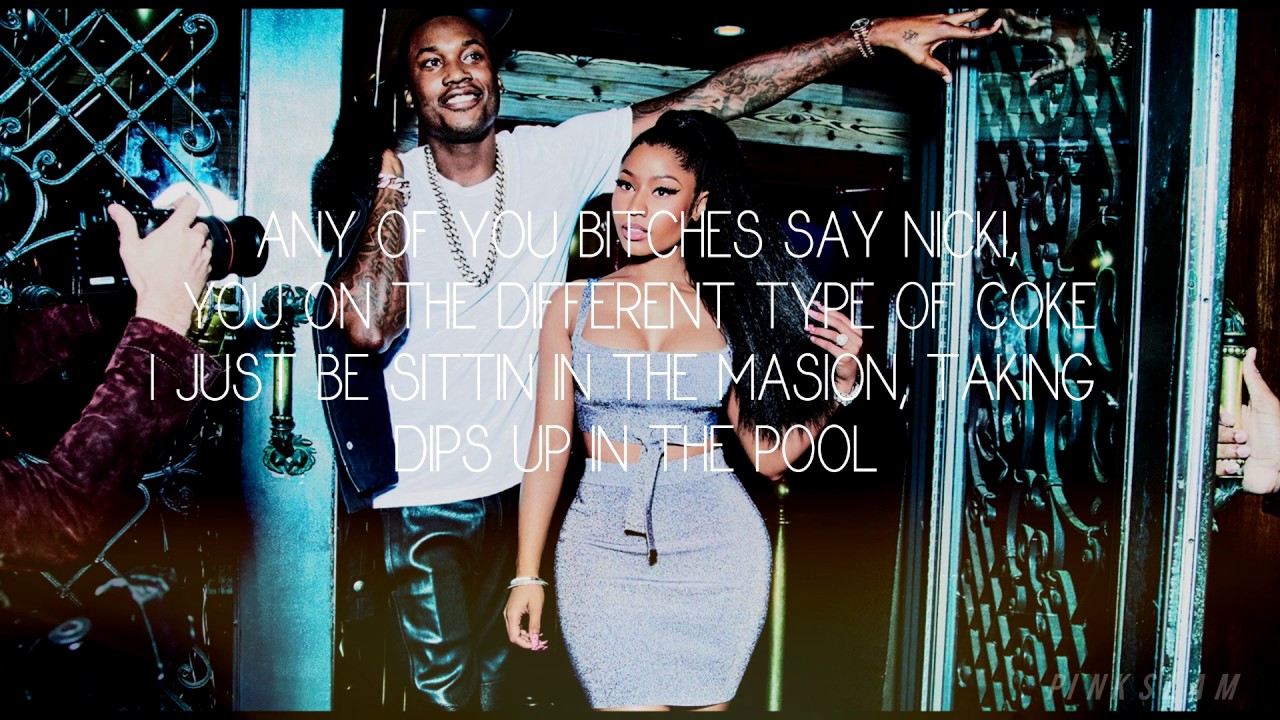 ANY OF YOU BITCHES SAY NICKI,
YOU ON THE DIFFERENT TYPE OF COKE
I JUST BE SITTIN IN THE MASION, TAKING
DIPS UP IN THE POOL